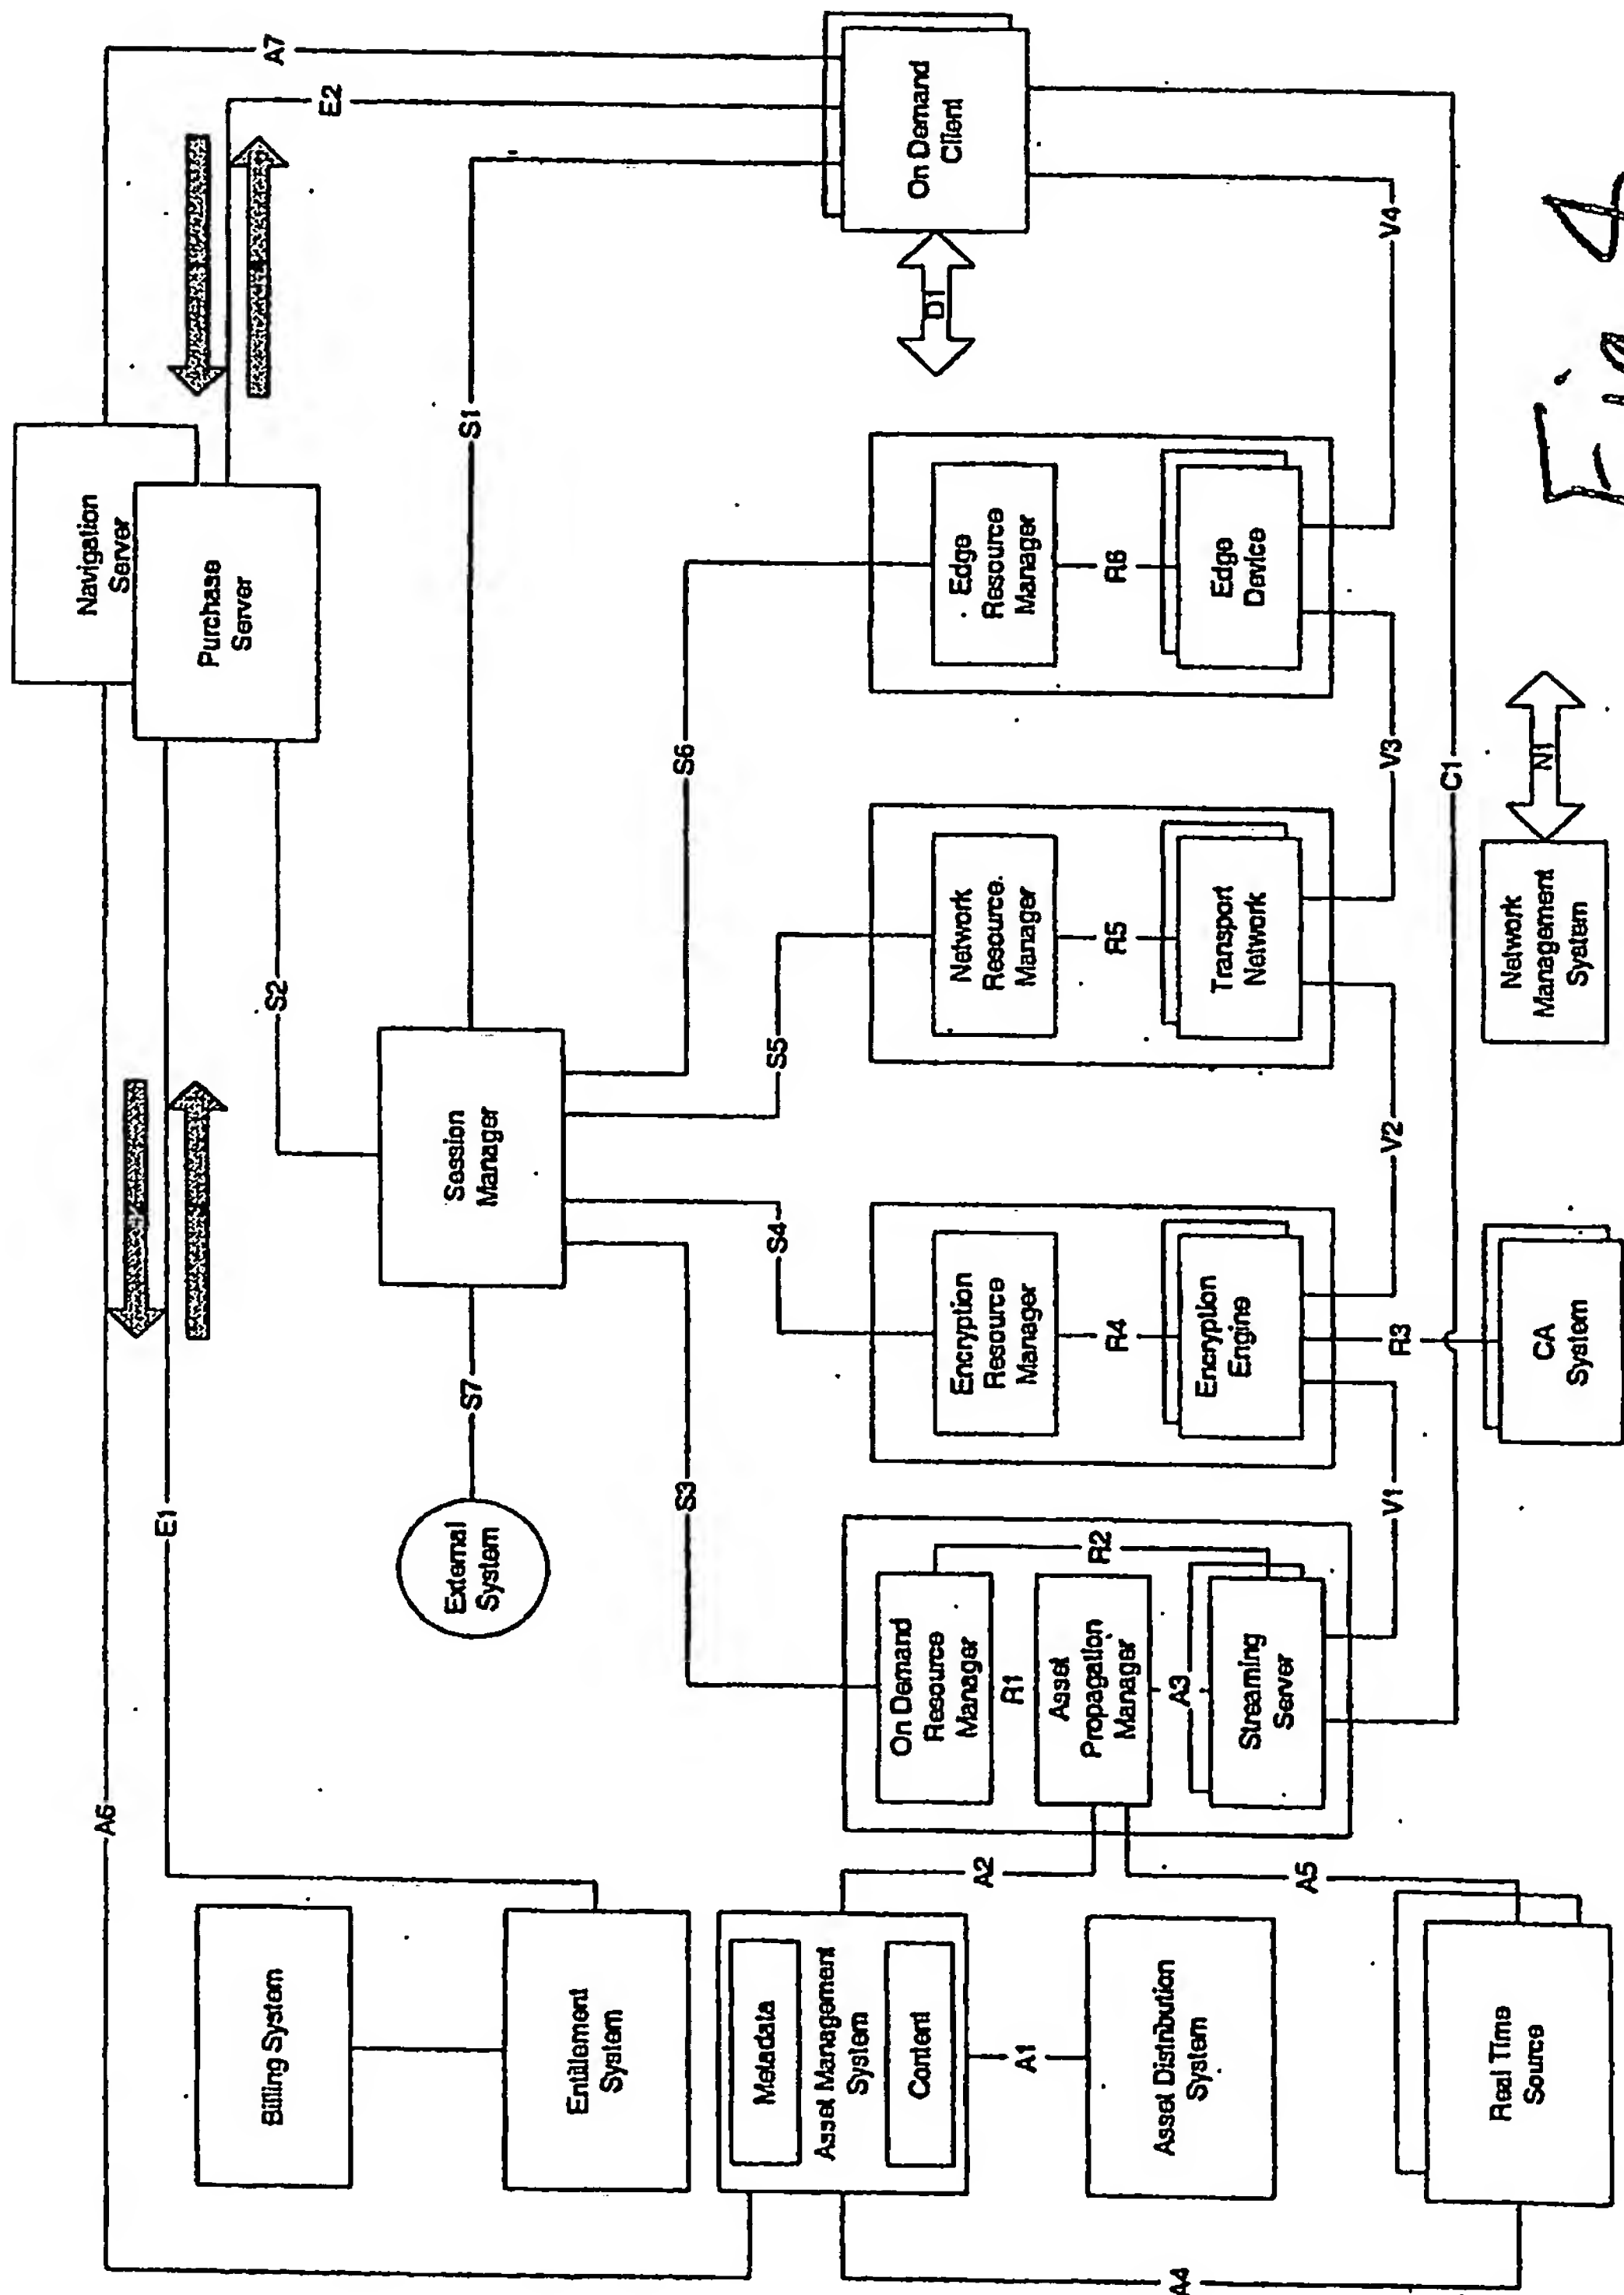 A7
E2
Navigation
Server
Purchase
Server
A6
E1
S2
Billing System
Entitlement
System
External
System
S7
Session
Manager
S1
On Demand
Client
D1
S3
S4
S5
S6
Metadata
Asset Management
System
Content
A1
Asset Distribution
System
A2
A5
A4
Real Time
Source
On Demand
Resource
Manager
R1
R2
Asset
Propagation
Manager
A3
Streaming
Server
Encryption
Resource
Manager
R4
Encryption
Engine
Network
Resource
Manager
R5
Transport
Network
Edge
Resource
Manager
R6
Edge
Device
V1
V2
V3
V4
R3
C1
CA
System
Network
Management
System
N1
Fig 4